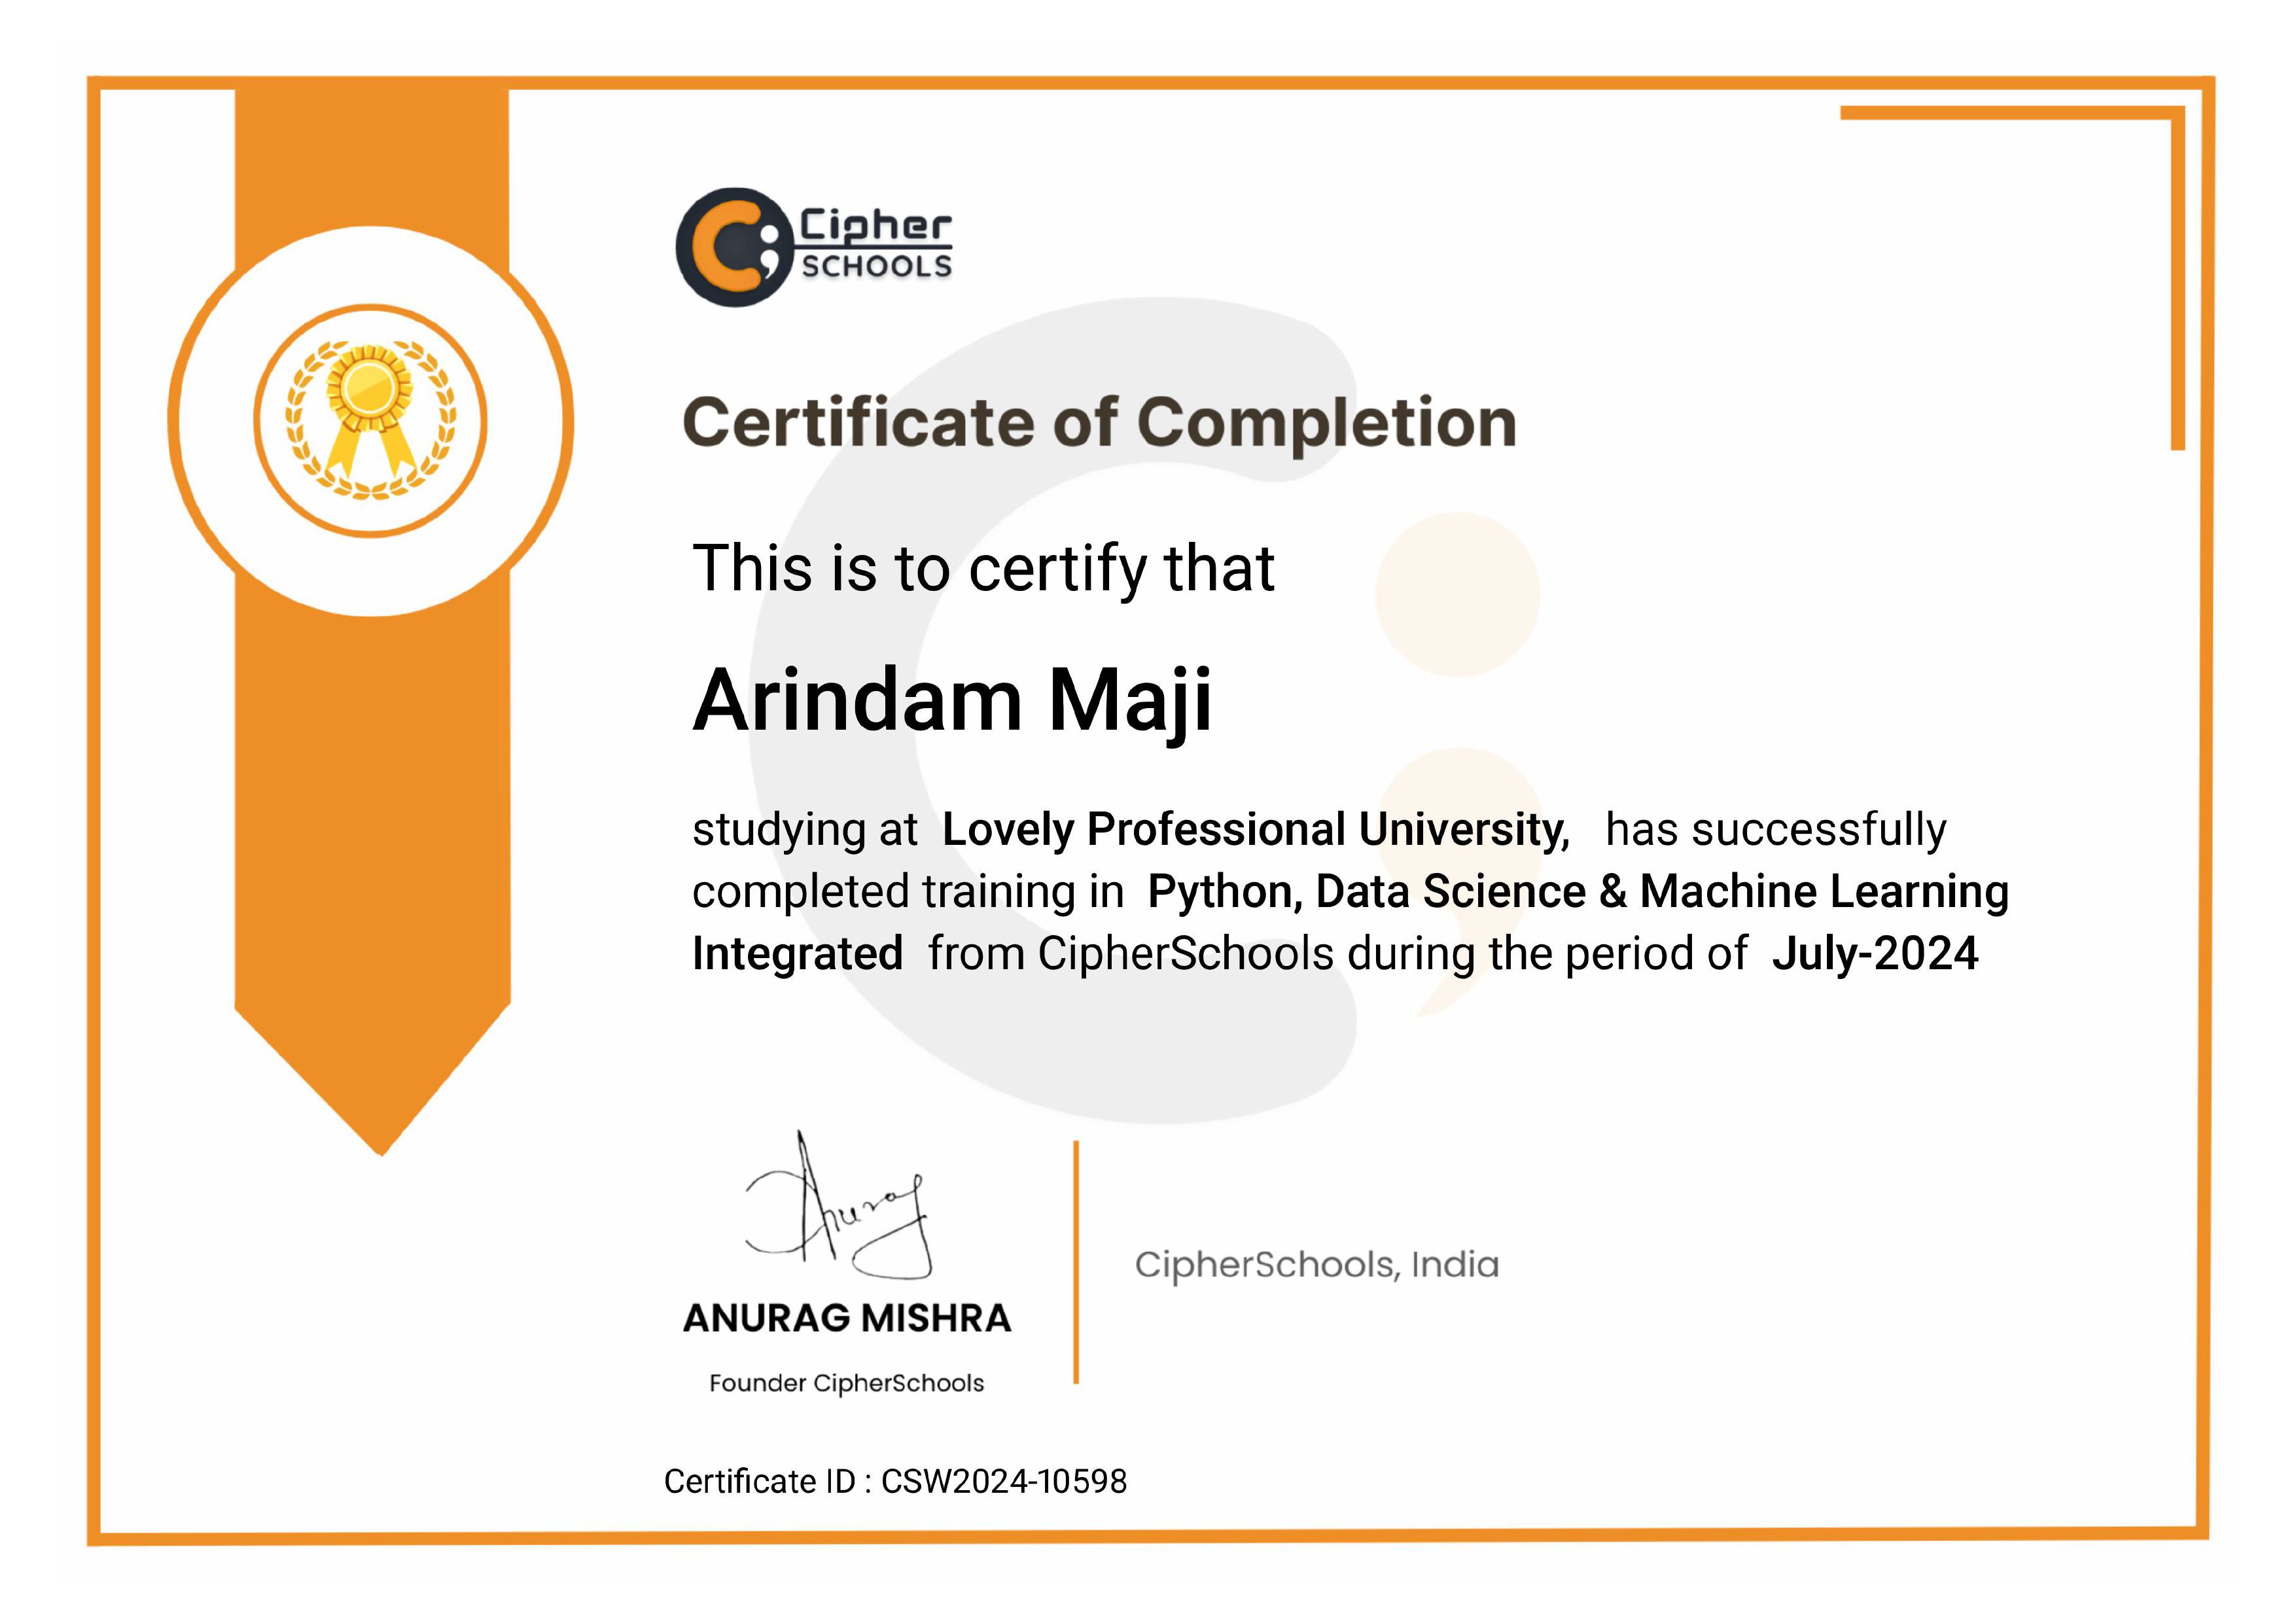 Cipher
SCHOOLS
Certificate of Completion
This is to certify that
Arindam Maji
studying at Lovely Professional University, has successfully
completed training in Python, Data Science & Machine Learning
Integrated from CipherSchools during the period of July-2024
Anurag
ANURAG MISHRA
Founder CipherSchools
CipherSchools, India
Certificate ID : CSW2024-10598